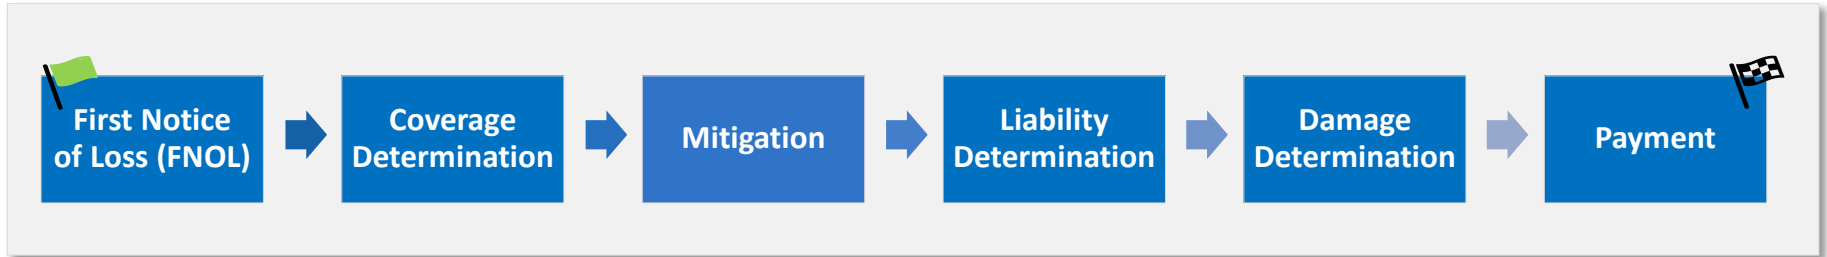 First Notice
of Loss (FNOL)
Coverage
Determination
Mitigation
Liability
Determination
Damage
Determination
Payment